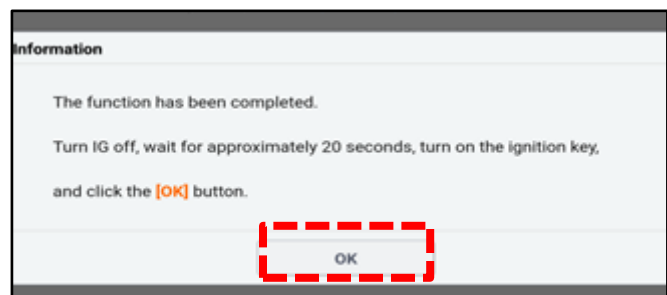 Information
The function has been completed.
Turn IG off, wait for approximately 20 seconds, turn on the ignition key,
and click the [OK] button.
OK